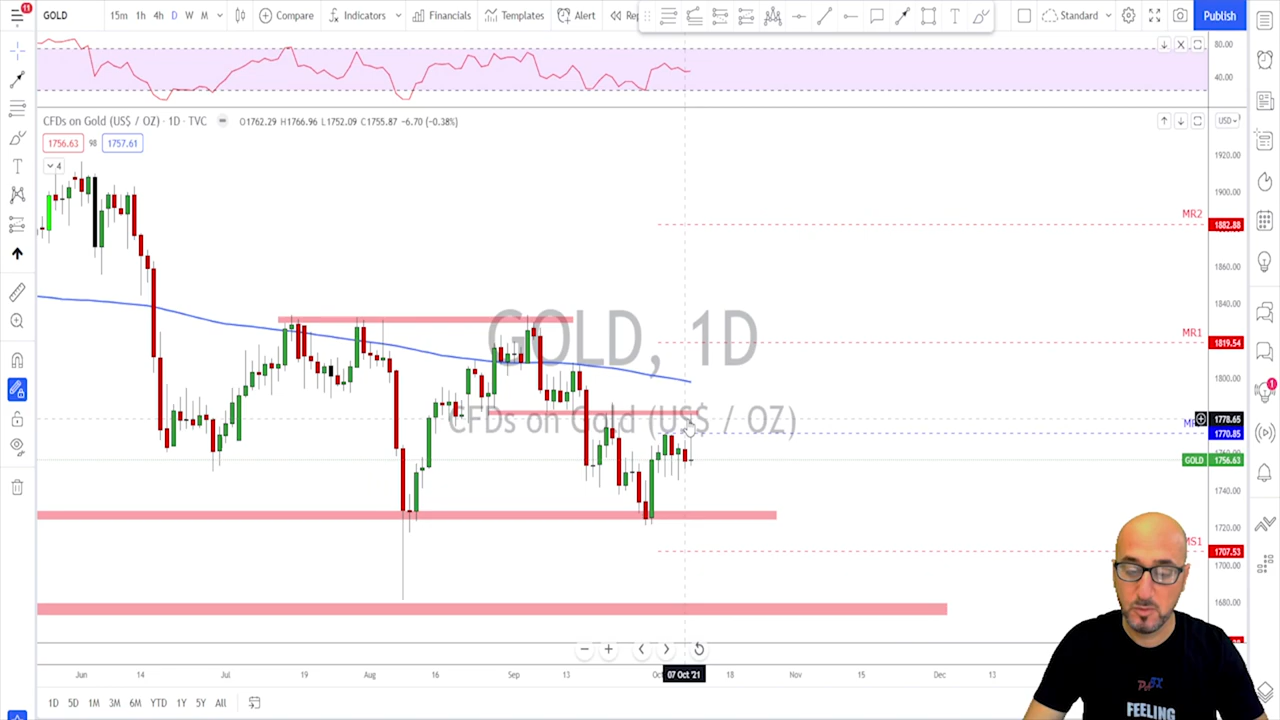 11
GOLD 15m 1h 4h D W M Compare Indicators Financials Templates Alert Rep Standard Publish
80.00
40.00
CFDs on Gold (US$ / OZ) · 1D · TVC O1762.29 H1766.96 L1752.09 C1755.87 −6.70 (−0.38%)
USD
1756.63 98 1757.61
4
1920.00
1900.00
MR2
1882.88
1860.00
1840.00
GOLD, 1D
MR1
1819.54
1800.00
CFDs on Gold (US$ / OZ)
1778.65
1770.85
GOLD 1756.63
1740.00
1720.00
MS1
1707.53
1700.00
1680.00
1
Jun 14 Jul 19 Aug Sep 13 07 Oct '21 18 Nov 15 Dec 13
1D 5D 1M 3M 6M YTD 1Y 5Y All
FEELING